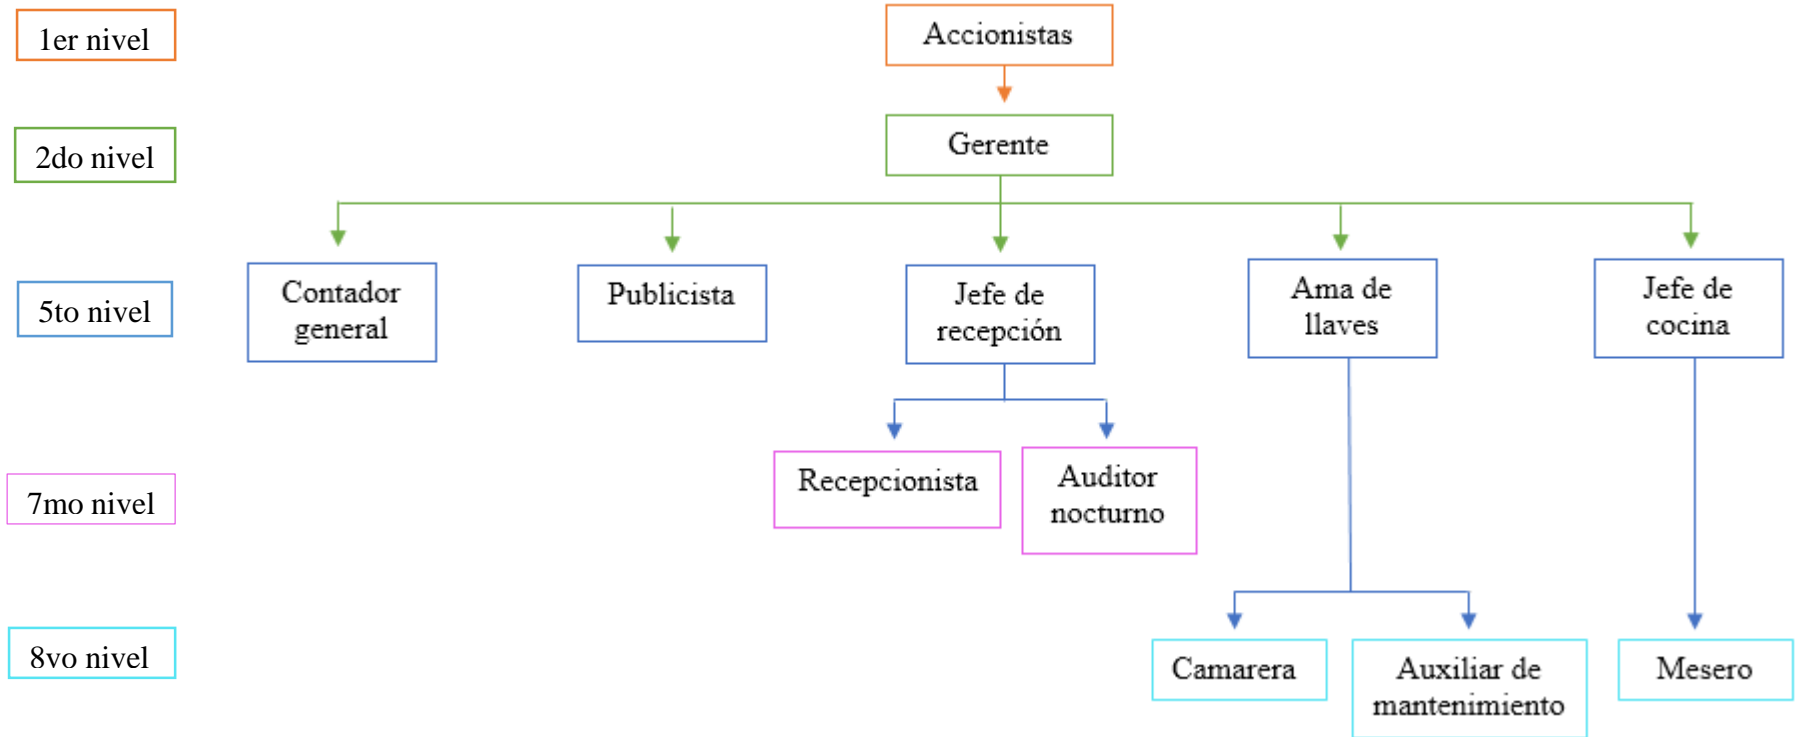 1er nivel
Accionistas
2do nivel
Gerente
5to nivel
Contador
general
Publicista
Jefe de
recepción
Ama de
llaves
Jefe de
cocina
7mo nivel
Recepcionista
Auditor
nocturno
8vo nivel
Camarera
Auxiliar de
mantenimiento
Mesero